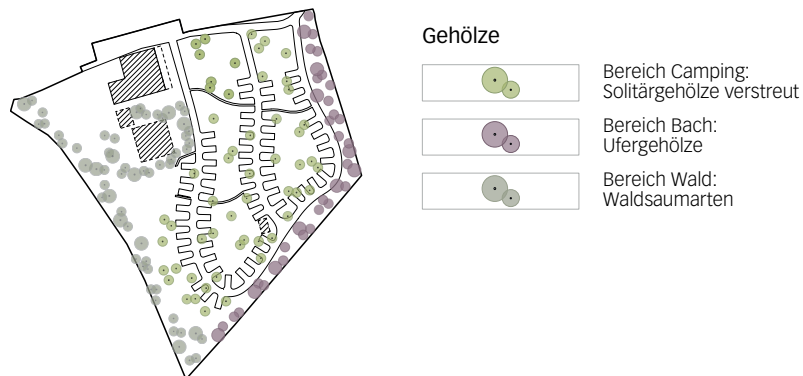 Gehölze
Bereich Camping:
Solitärgehölze verstreut
Bereich Bach:
Ufergehölze
Bereich Wald:
Waldsaumarten